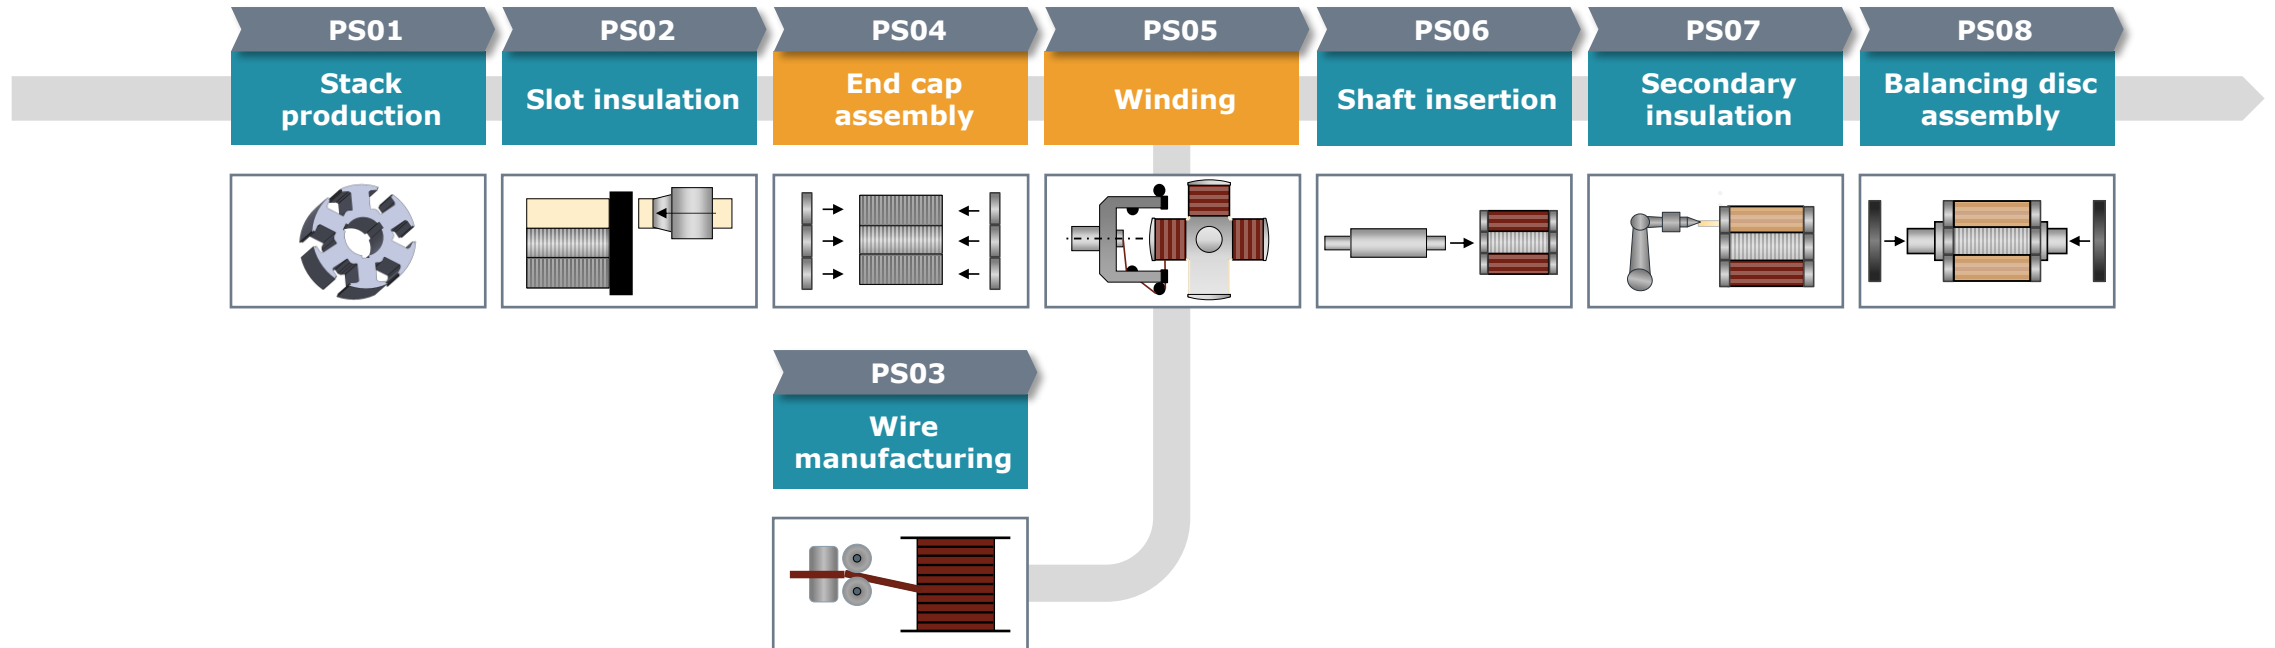 PS01
Stack
production
PS02
Slot insulation
PS04
End cap
assembly
PS05
Winding
PS06
Shaft insertion
PS07
Secondary
insulation
PS08
Balancing disc
assembly
PS03
Wire
manufacturing